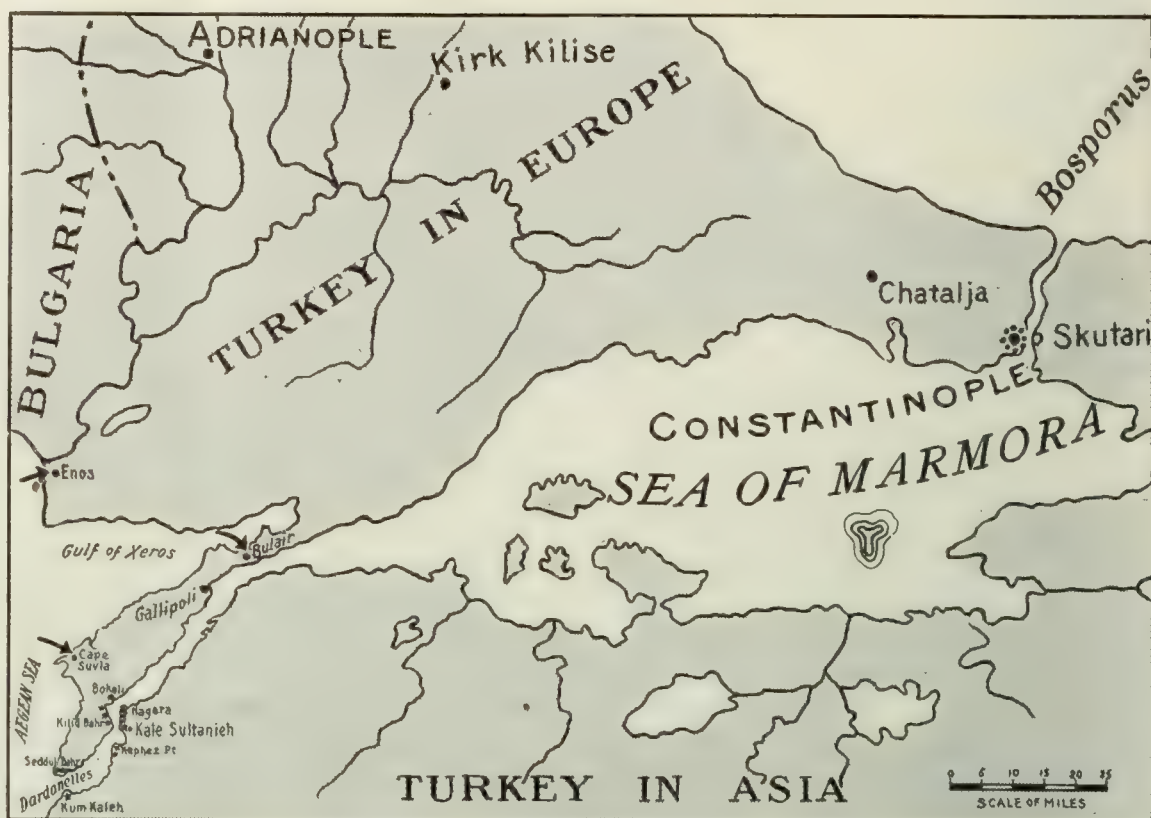 ADRIANOPLE
Kirk Kilise
BULGARIA
TURKEY IN EUROPE
Bosporus
Chatalja
Skutari
CONSTANTINOPLE
SEA OF MARMORA
Enos
Gulf of Xeros
Bulair
Gallipoli
Cape
Suvla
AEGEAN SEA
Bokali
Nagara
Kilid Bahr
Kale Sultanieh
Kephez Pt
Seddul Bahr
Dardanelles
Kum Kaleh
TURKEY IN ASIA
0 5 10 15 20 25
SCALE OF MILES